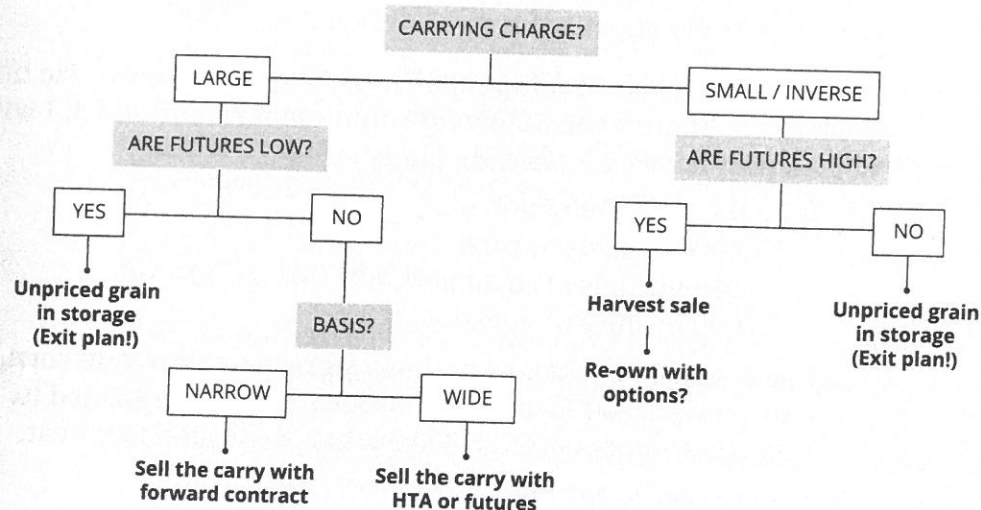 CARRYING CHARGE?
LARGE
SMALL / INVERSE
ARE FUTURES LOW?
ARE FUTURES HIGH?
YES
NO
YES
NO
Unpriced grain
in storage
(Exit plan!)
BASIS?
Harvest sale
Unpriced grain
in storage
(Exit plan!)
Re-own with
options?
NARROW
WIDE
Sell the carry with
forward contract
Sell the carry with
HTA or futures